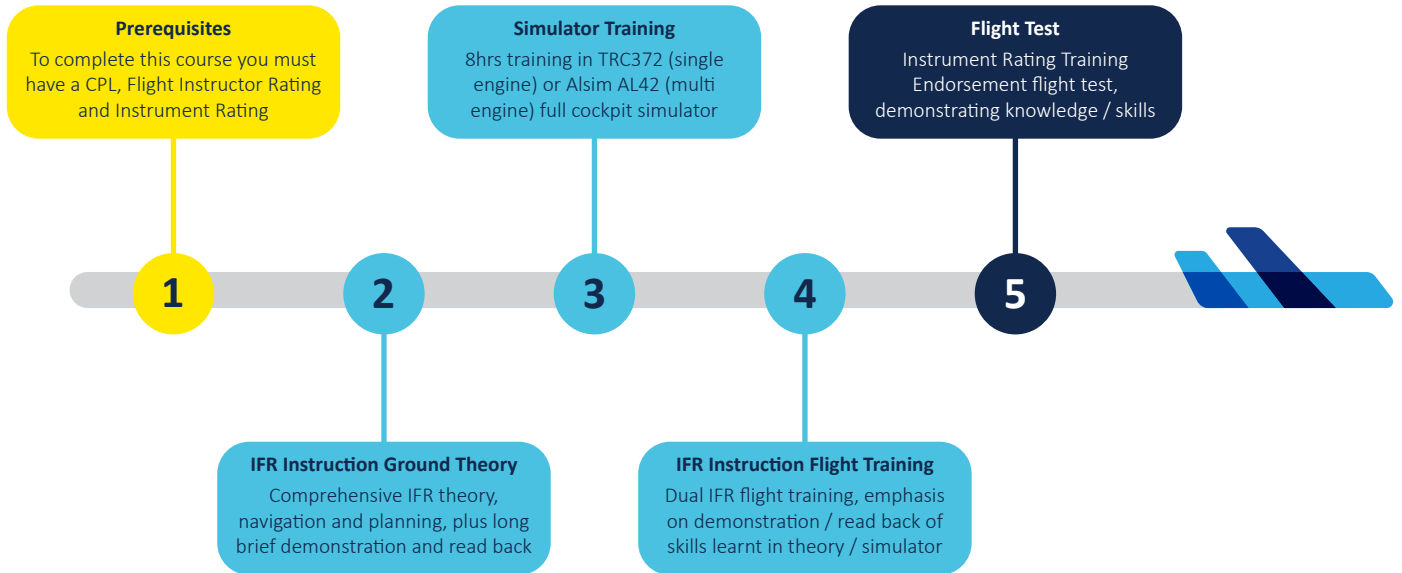 Prerequisites
To complete this course you must
have a CPL, Flight Instructor Rating
and Instrument Rating
Simulator Training
8hrs training in TRC372 (single
engine) or Alsim AL42 (multi
engine) full cockpit simulator
Flight Test
Instrument Rating Training
Endorsement flight test,
demonstrating knowledge / skills
1
2
3
4
5
IFR Instruction Ground Theory
Comprehensive IFR theory,
navigation and planning, plus long
brief demonstration and read back
IFR Instruction Flight Training
Dual IFR flight training, emphasis
on demonstration / read back of
skills learnt in theory / simulator